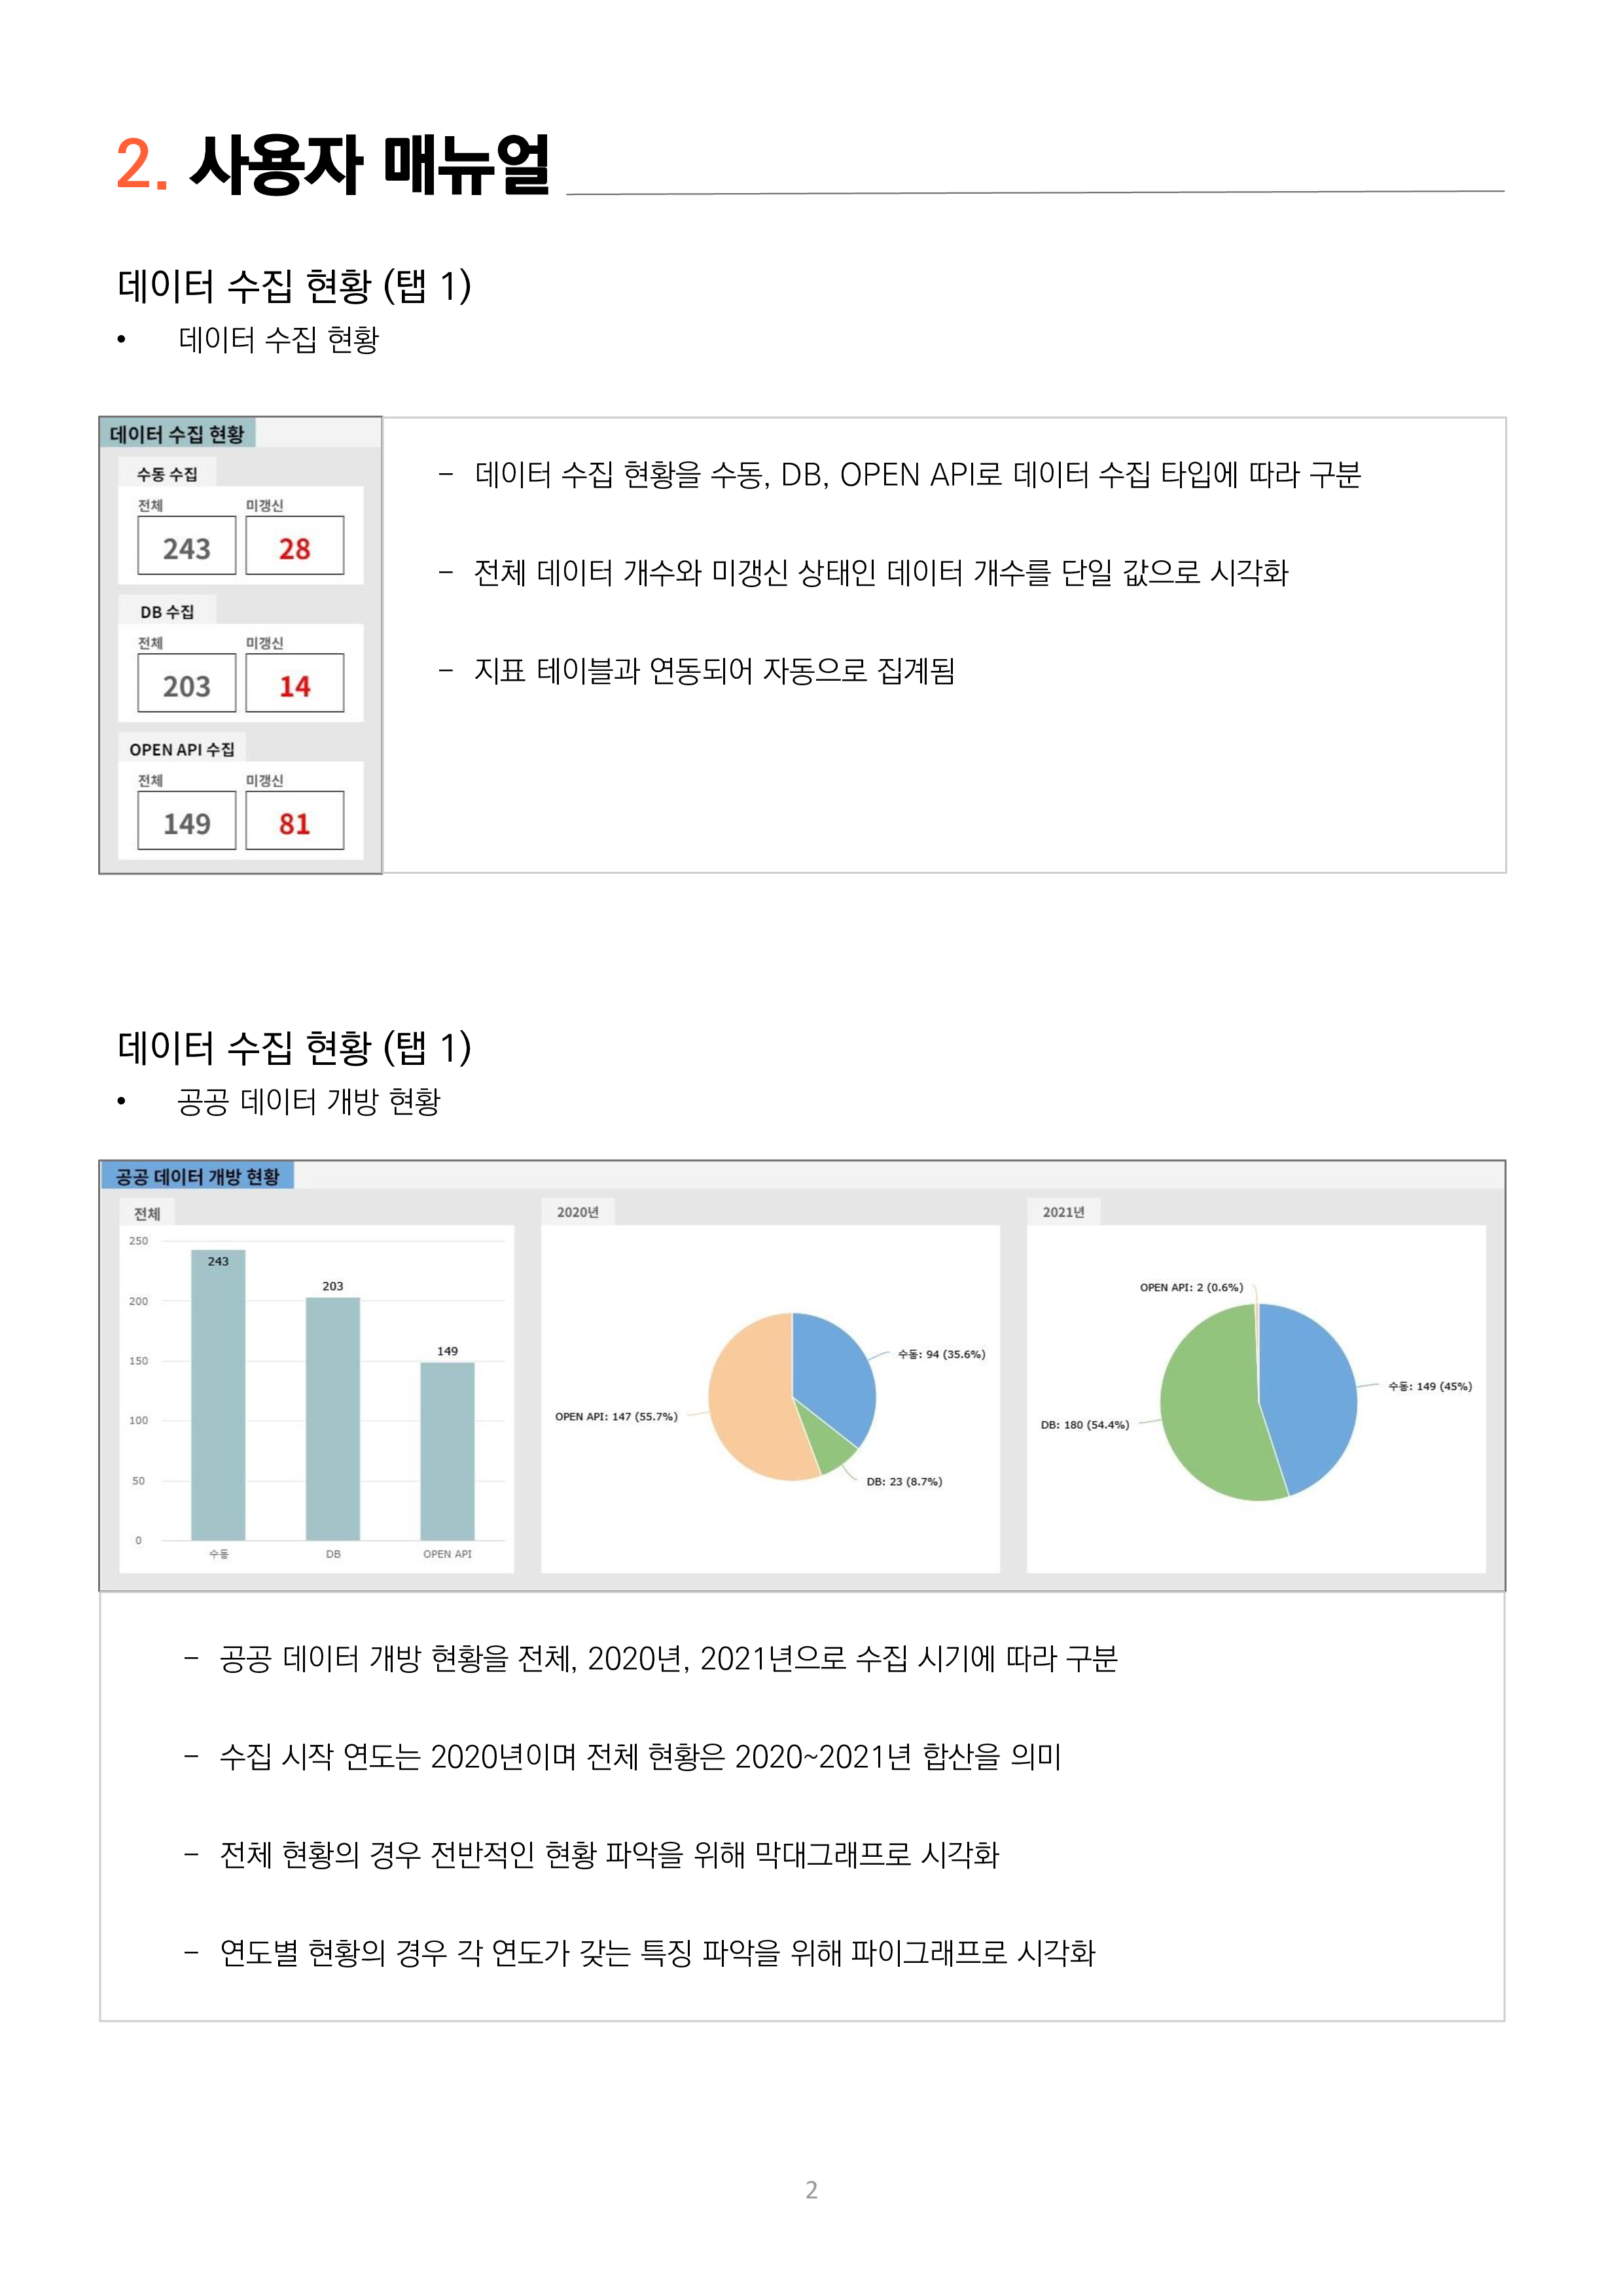 2. 사용자 매뉴얼
데이터 수집 현황 (탭 1)
• 데이터 수집 현황
데이터 수집 현황
수동 수집
전체 미갱신
243 28
DB 수집
전체 미갱신
203 14
OPEN API 수집
전체 미갱신
149 81
– 데이터 수집 현황을 수동, DB, OPEN API로 데이터 수집 타입에 따라 구분
– 전체 데이터 개수와 미갱신 상태인 데이터 개수를 단일 값으로 시각화
– 지표 테이블과 연동되어 자동으로 집계됨
데이터 수집 현황 (탭 1)
• 공공 데이터 개방 현황
공공 데이터 개방 현황
전체
250
200
150
100
50
0
243
203
149
수동 DB OPEN API
2020년
수동: 94 (35.6%)
OPEN API: 147 (55.7%)
DB: 23 (8.7%)
2021년
OPEN API: 2 (0.6%)
수동: 149 (45%)
DB: 180 (54.4%)
– 공공 데이터 개방 현황을 전체, 2020년, 2021년으로 수집 시기에 따라 구분
– 수집 시작 연도는 2020년이며 전체 현황은 2020~2021년 합산을 의미
– 전체 현황의 경우 전반적인 현황 파악을 위해 막대그래프로 시각화
– 연도별 현황의 경우 각 연도가 갖는 특징 파악을 위해 파이그래프로 시각화
2